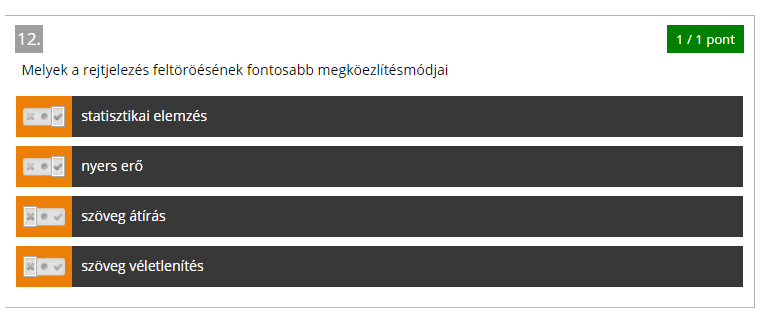 12.
1 / 1 pont
Melyek a rejtjelezés feltöröésének fontosabb megköezlítésmódjai
statisztikai elemzés
nyers erő
szöveg átírás
szöveg véletlenítés